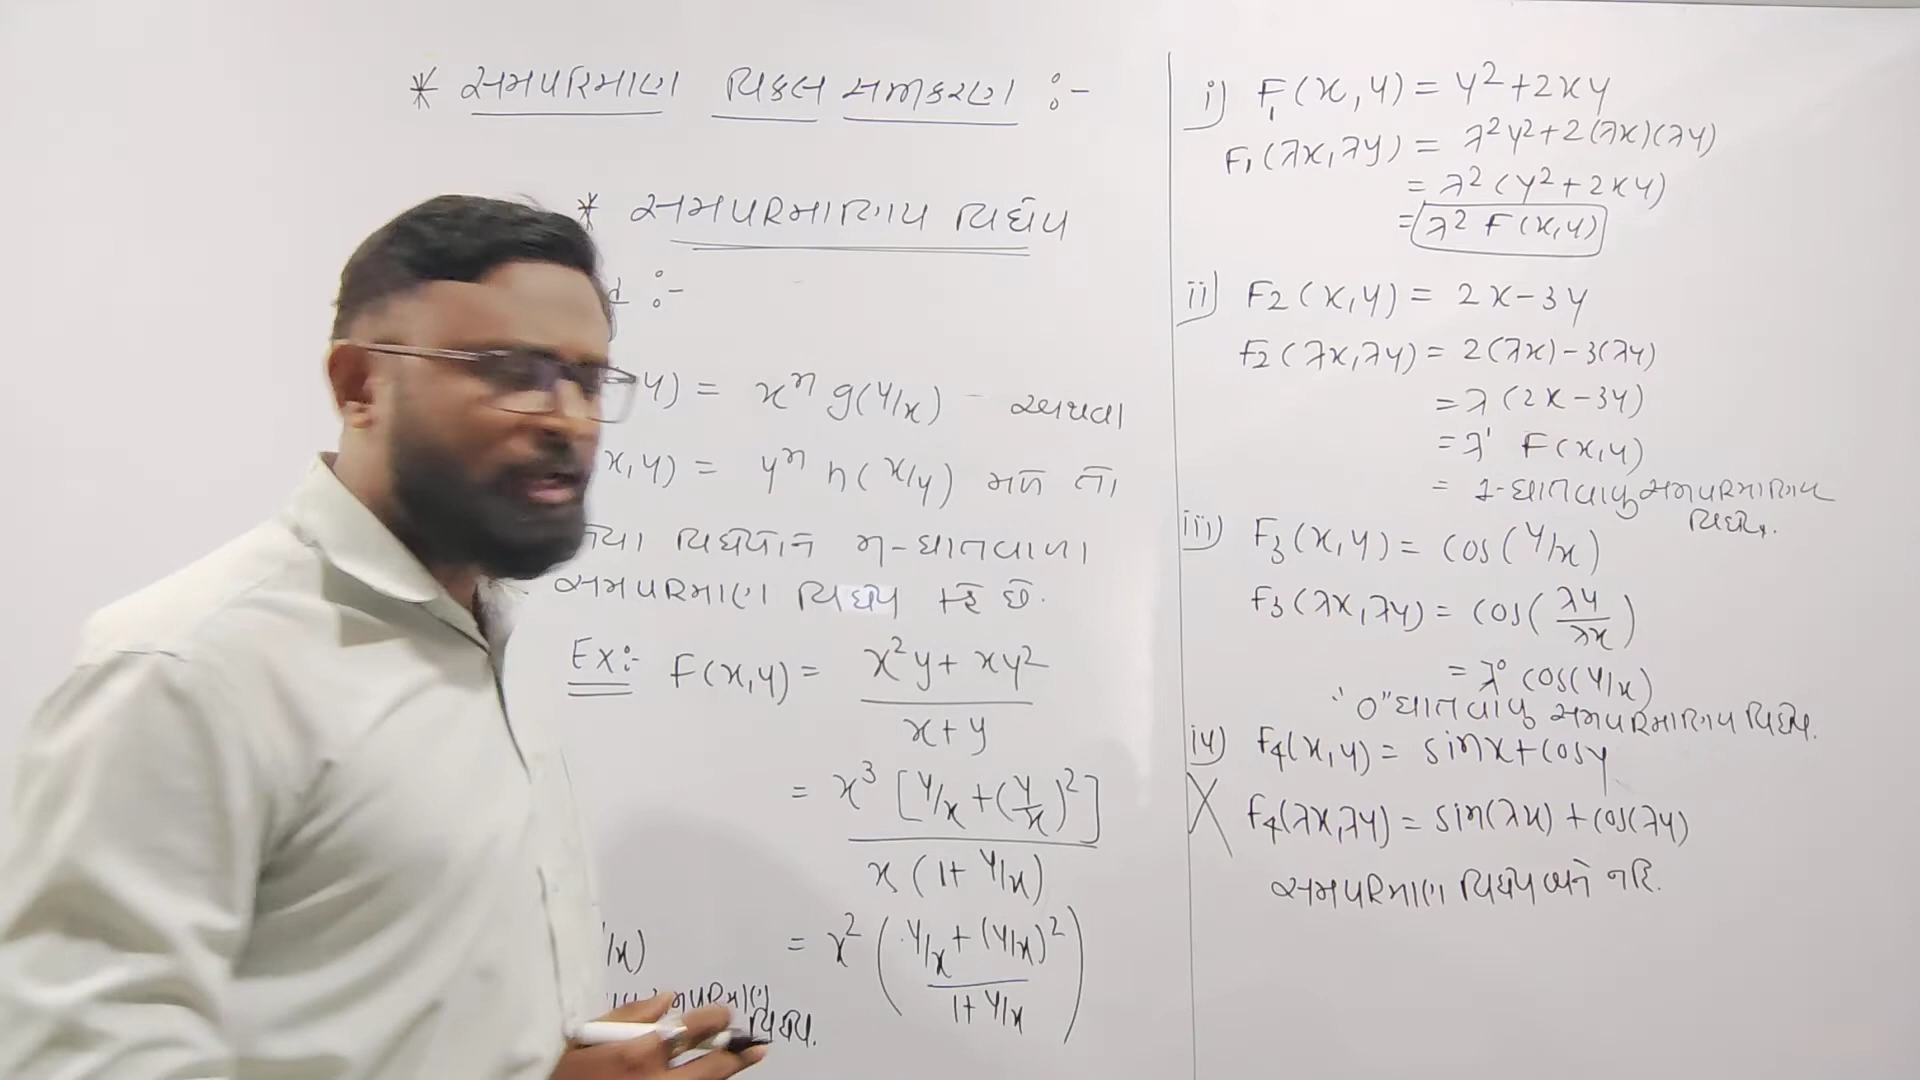 * સમપરિમાણ વિકલ સમીકરણ :-
* સમપરિમાણીય વિધેય
:-
y) = xⁿ g(y/x) - અથવા
x,y) = yⁿ h(x/y) મળે તો
વિધેયને n-ઘાતવાળા
સમપરિમાણ વિધેય કહે છે.
Ex:- F(x,y) = x²y + xy² / x+y
= x³ [y/x + (y/x)²] / x (1+ y/x)
= x² ( y/x + (y/x)² / 1+ y/x )
/x)
સમપરિમાણ
વિધેય.
i) F₁(x,y) = y²+2xy
F₁(λx,λy) = λ²y²+2(λx)(λy)
= λ²(y²+2xy)
= λ² F(x,y)
ii) F2(x,y) = 2x-3y
F2(λx,λy) = 2(λx)-3(λy)
= λ (2x-3y)
= λ¹ F(x,y)
= 1-ઘાતવાળુ સમપરિમાણીય
વિધેય.
iii) F3(x,y) = cos(y/x)
F3(λx,λy) = cos(λy/λx)
= λ⁰ cos(y/x)
"0" ઘાતવાળુ સમપરિમાણીય વિધેય.
iv) F4(x,y) = sinx+cosy
F4(λx,λy) = sin(λx) + cos(λy)
સમપરિમાણ વિધેય બને નહિ.